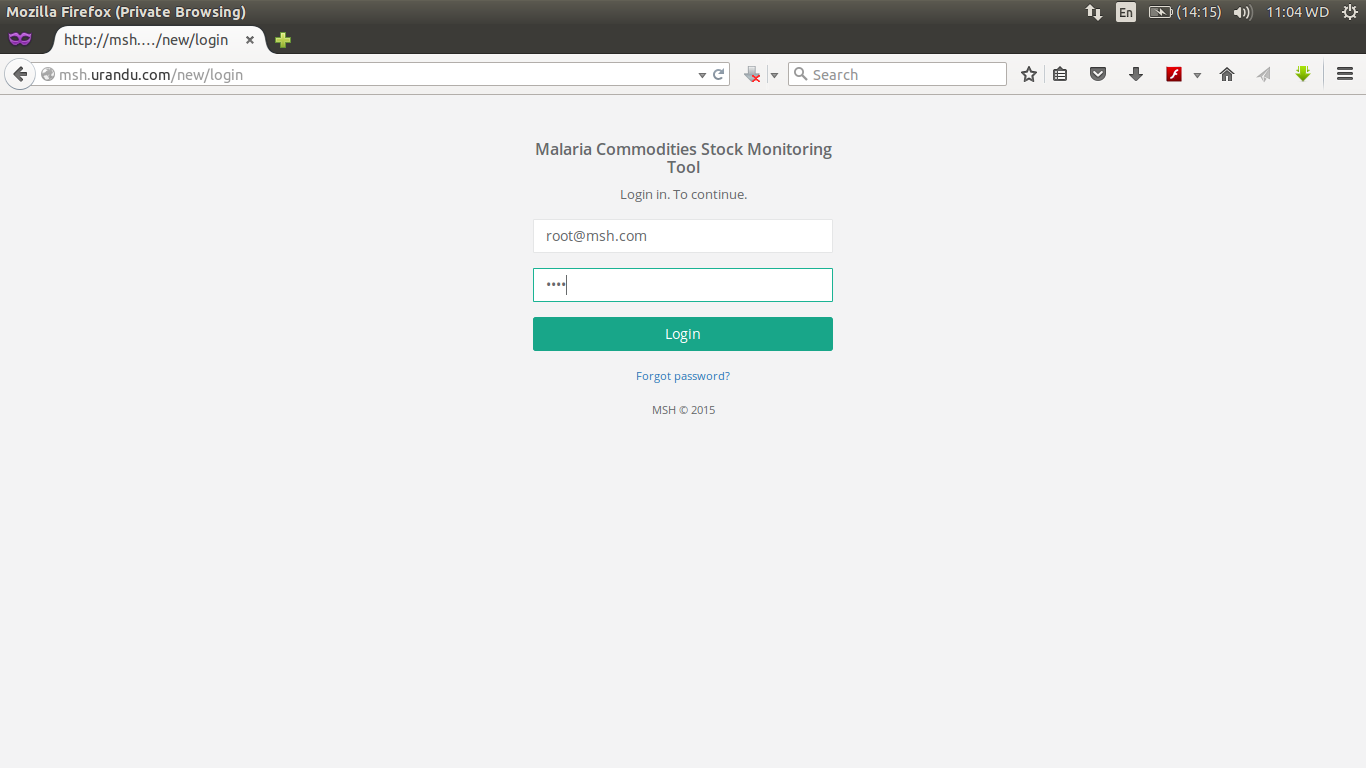 Mozilla Firefox (Private Browsing)
En
(14:15)
11:04 WD
http://msh..../new/login
msh.urandu.com/new/login
Search
Malaria Commodities Stock Monitoring
Tool
Login in. To continue.
root@msh.com
••••
Login
Forgot password?
MSH © 2015